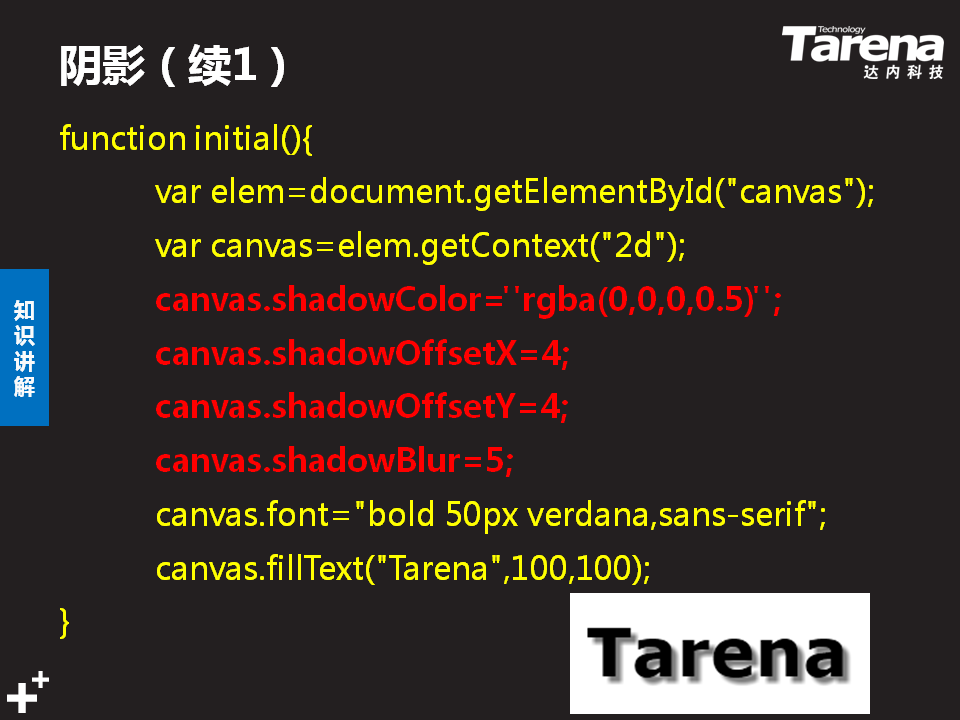 阴影（续1）
Technology
Tarena
达内科技
function initial(){
var elem=document.getElementById("canvas");
var canvas=elem.getContext("2d");
canvas.shadowColor=''rgba(0,0,0,0.5)'';
canvas.shadowOffsetX=4;
canvas.shadowOffsetY=4;
canvas.shadowBlur=5;
canvas.font="bold 50px verdana,sans-serif";
canvas.fillText("Tarena",100,100);
}
知识讲解
Tarena